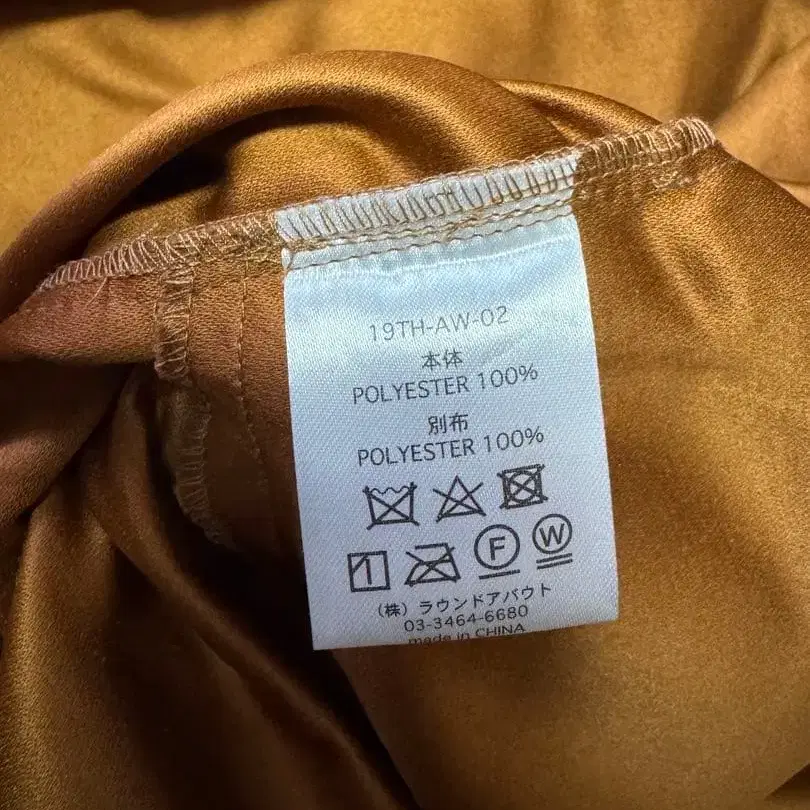 19TH-AW-02
本体
POLYESTER 100%
別布
POLYESTER 100%
F W
(株) ラウンドアバウト
03-3464-6680
made in CHINA